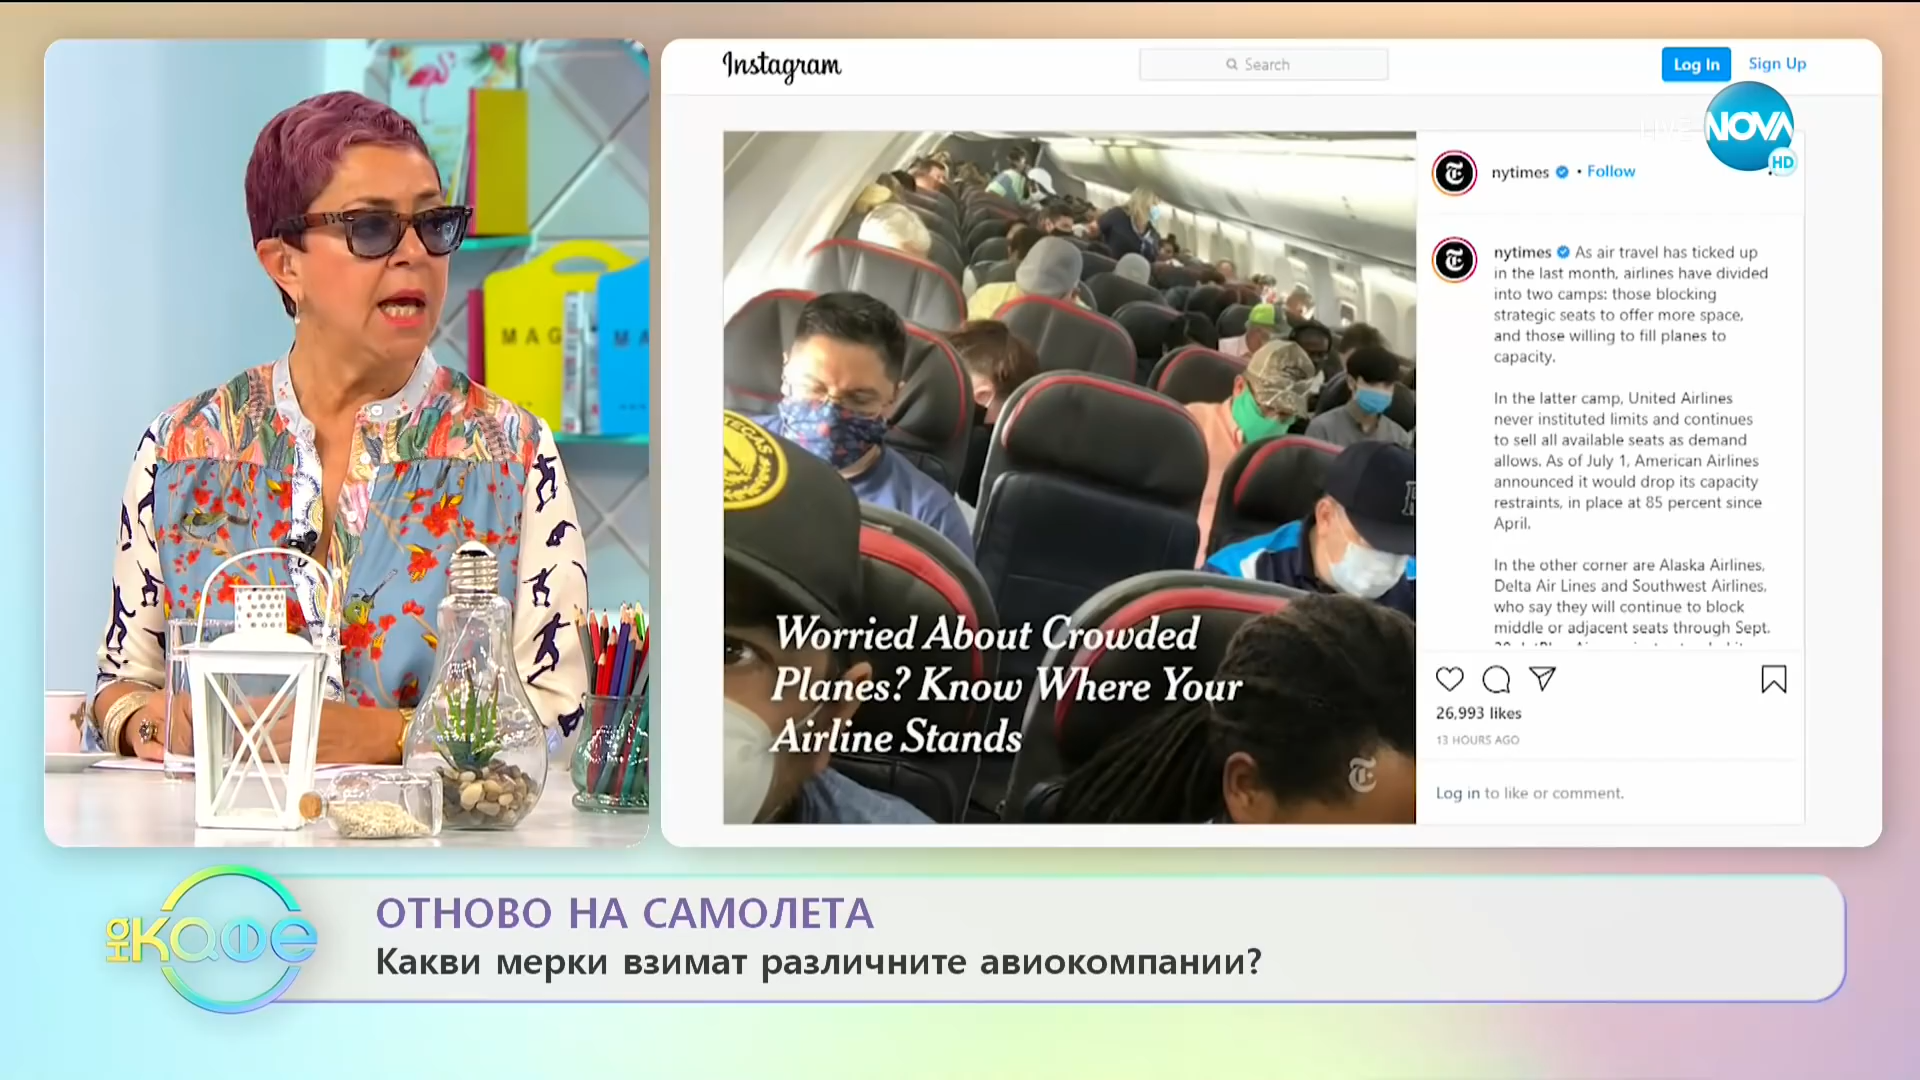 Instagram
Search
Log In
Sign Up
LIVE
NOVA
HD
nytimes • Follow
nytimes As air travel has ticked up
in the last month, airlines have divided
into two camps: those blocking
strategic seats to offer more space,
and those willing to fill planes to
capacity.
In the latter camp, United Airlines
never instituted limits and continues
to sell all available seats as demand
allows. As of July 1, American Airlines
announced it would drop its capacity
restraints, in place at 85 percent since
April.
In the other corner are Alaska Airlines,
Delta Air Lines and Southwest Airlines,
who say they will continue to block
middle or adjacent seats through Sept.
26,993 likes
13 HOURS AGO
Log in to like or comment.
Worried About Crowded
Planes? Know Where Your
Airline Stands
MAG
MA
на кафе
ОТНОВО НА САМОЛЕТА
Какви мерки взимат различните авиокомпании?